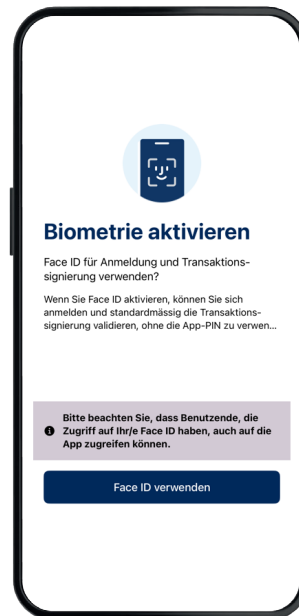 Biometrie aktivieren
Face ID für Anmeldung und Transaktions-
signierung verwenden?
Wenn Sie Face ID aktivieren, können Sie sich
anmelden und standardmässig die Transaktions-
signierung validieren, ohne die App-PIN zu verwen...
Bitte beachten Sie, dass Benutzende, die
Zugriff auf Ihr/e Face ID haben, auch auf die
App zugreifen können.
Face ID verwenden